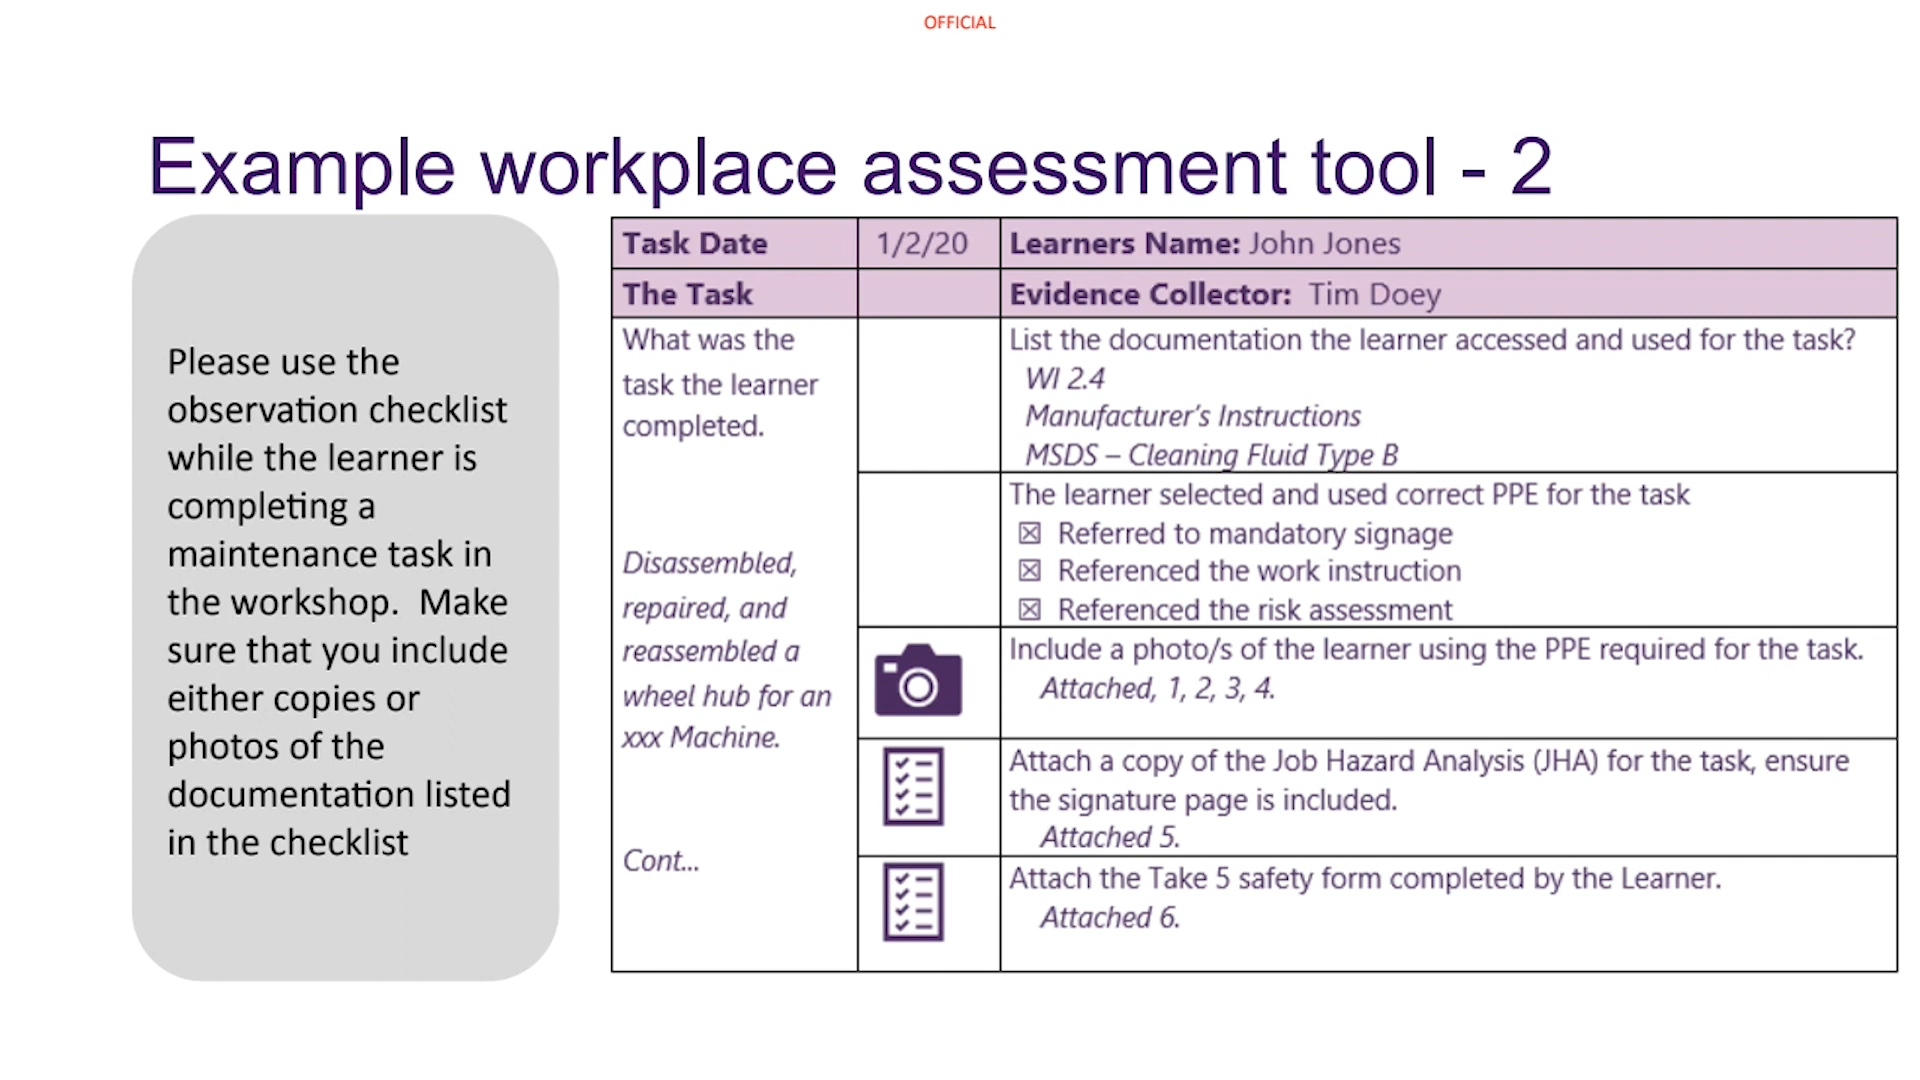 OFFICIAL
Example workplace assessment tool - 2
Please use the
observation checklist
while the learner is
completing a
maintenance task in
the workshop.  Make
sure that you include
either copies or
photos of the
documentation listed
in the checklist
Task Date 1/2/20 Learners Name: John Jones
The Task Evidence Collector:  Tim Doey
What was the
task the learner
completed.
Disassembled,
repaired, and
reassembled a
wheel hub for an
xxx Machine.
Cont...
List the documentation the learner accessed and used for the task?
WI 2.4
Manufacturer’s Instructions
MSDS – Cleaning Fluid Type B
The learner selected and used correct PPE for the task
☒ Referred to mandatory signage
☒ Referenced the work instruction
☒ Referenced the risk assessment
Include a photo/s of the learner using the PPE required for the task.
Attached, 1, 2, 3, 4.
Attach a copy of the Job Hazard Analysis (JHA) for the task, ensure
the signature page is included.
Attached 5.
Attach the Take 5 safety form completed by the Learner.
Attached 6.